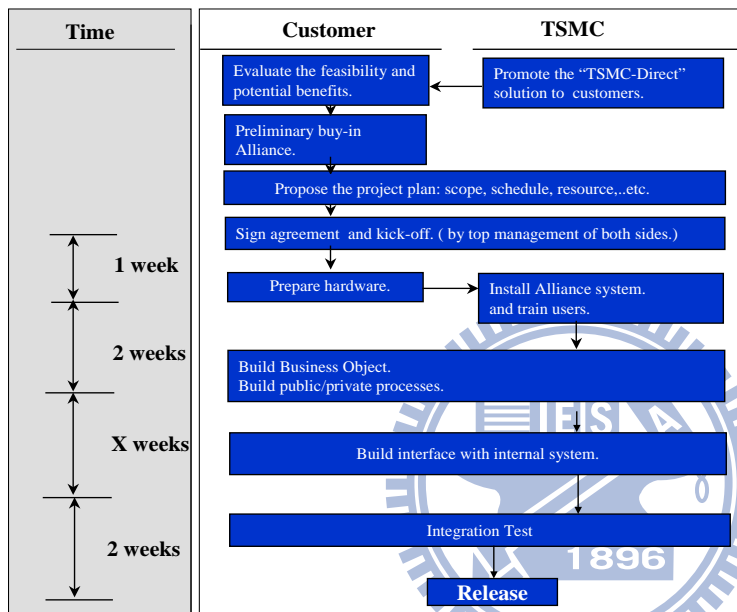 Time
Customer
TSMC
Evaluate the feasibility and
potential benefits.
Promote the “TSMC-Direct”
solution to customers.
Preliminary buy-in
Alliance.
Propose the project plan: scope, schedule, resource,..etc.
Sign agreement and kick-off. ( by top management of both sides.)
1 week
Prepare hardware.
Install Alliance system.
and train users.
2 weeks
Build Business Object.
Build public/private processes.
X weeks
ESA
Build interface with internal system.
2 weeks
Integration Test
1896
Release